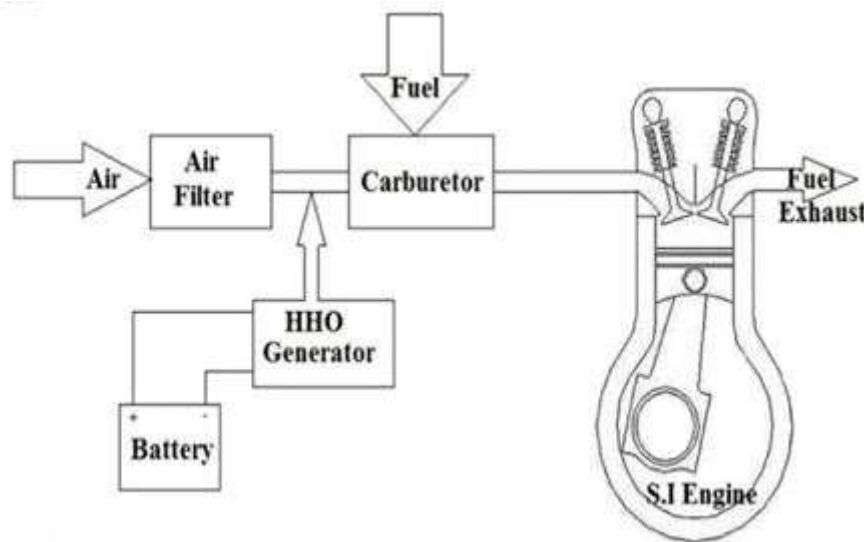 Fuel
Air
Air
Filter
Carburetor
Fuel
Exhaust
HHO
Generator
+ -
Battery
S.I Engine